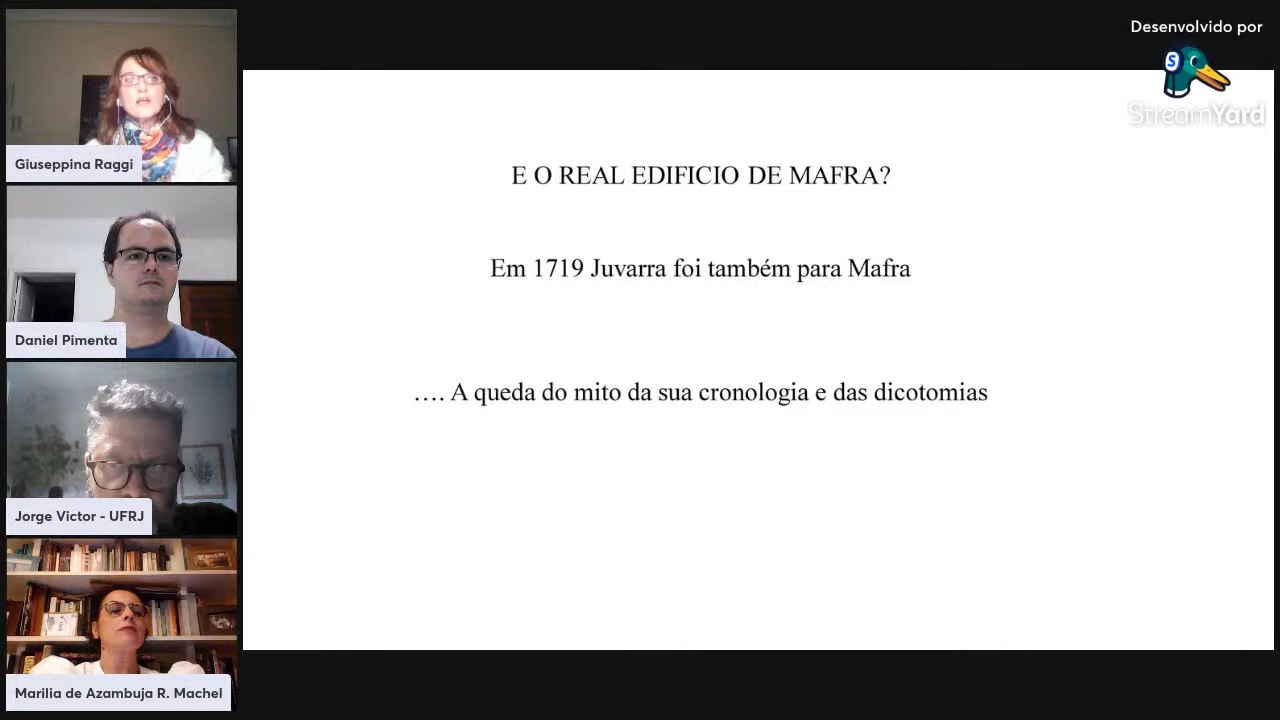 Giuseppina Raggi
Daniel Pimenta
Jorge Victor - UFRJ
Marilia de Azambuja R. Machel
E O REAL EDIFICIO DE MAFRA?
Em 1719 Juvarra foi também para Mafra
…. A queda do mito da sua cronologia e das dicotomias
Desenvolvido por
S
StreamYard